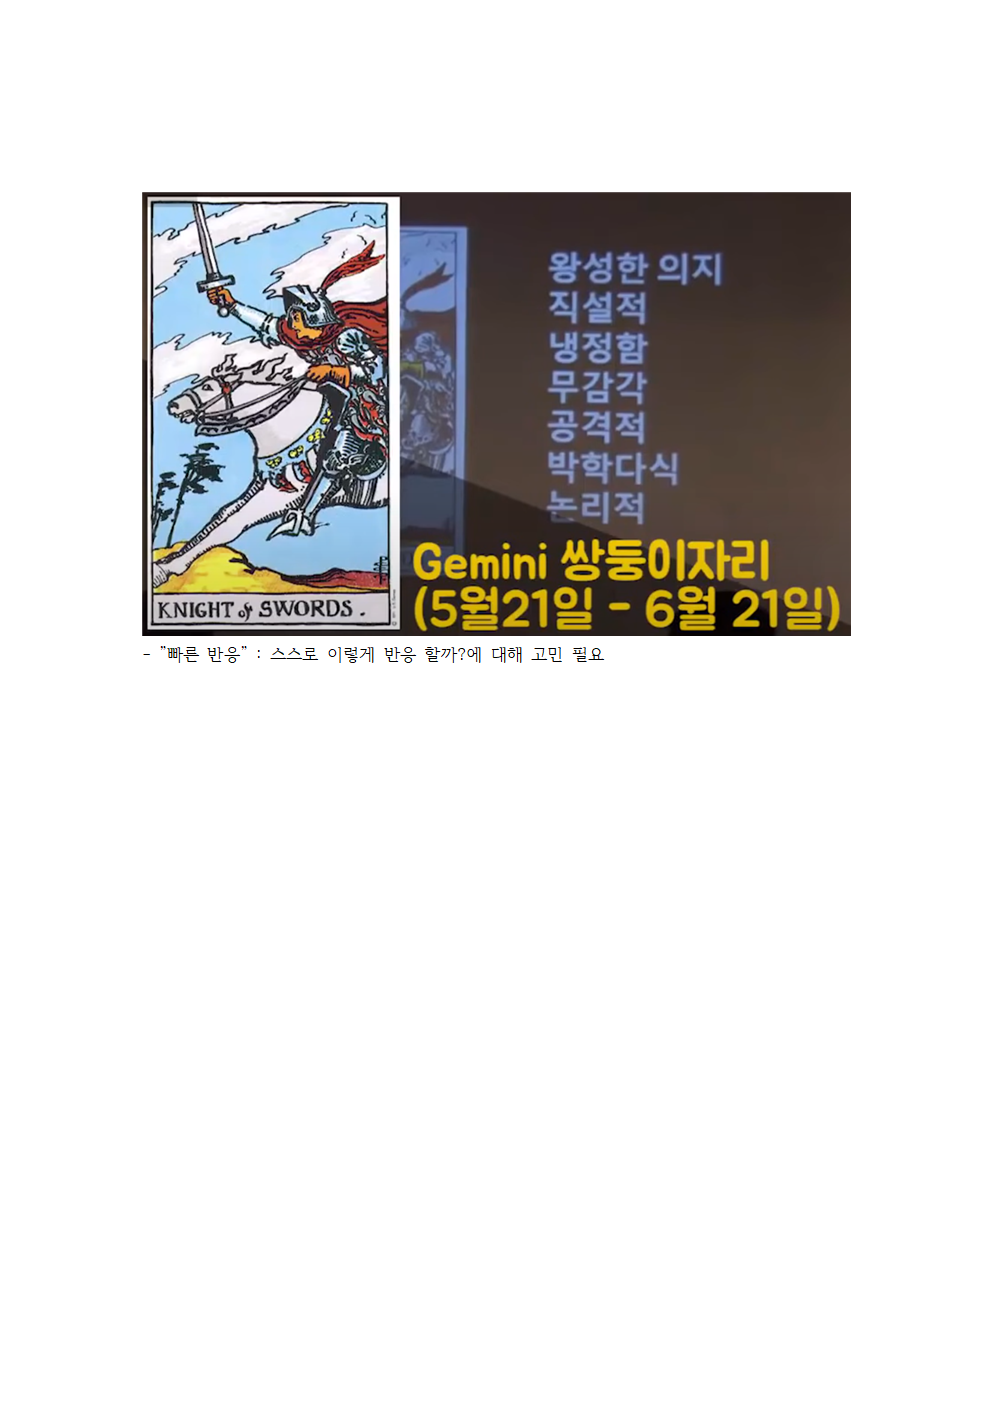 KNIGHT of SWORDS.
왕성한 의지
직설적
냉정함
무감각
공격적
박학다식
논리적
Gemini 쌍둥이자리
(5월21일 - 6월 21일)
- "빠른 반응" : 스스로 이렇게 반응 할까?에 대해 고민 필요